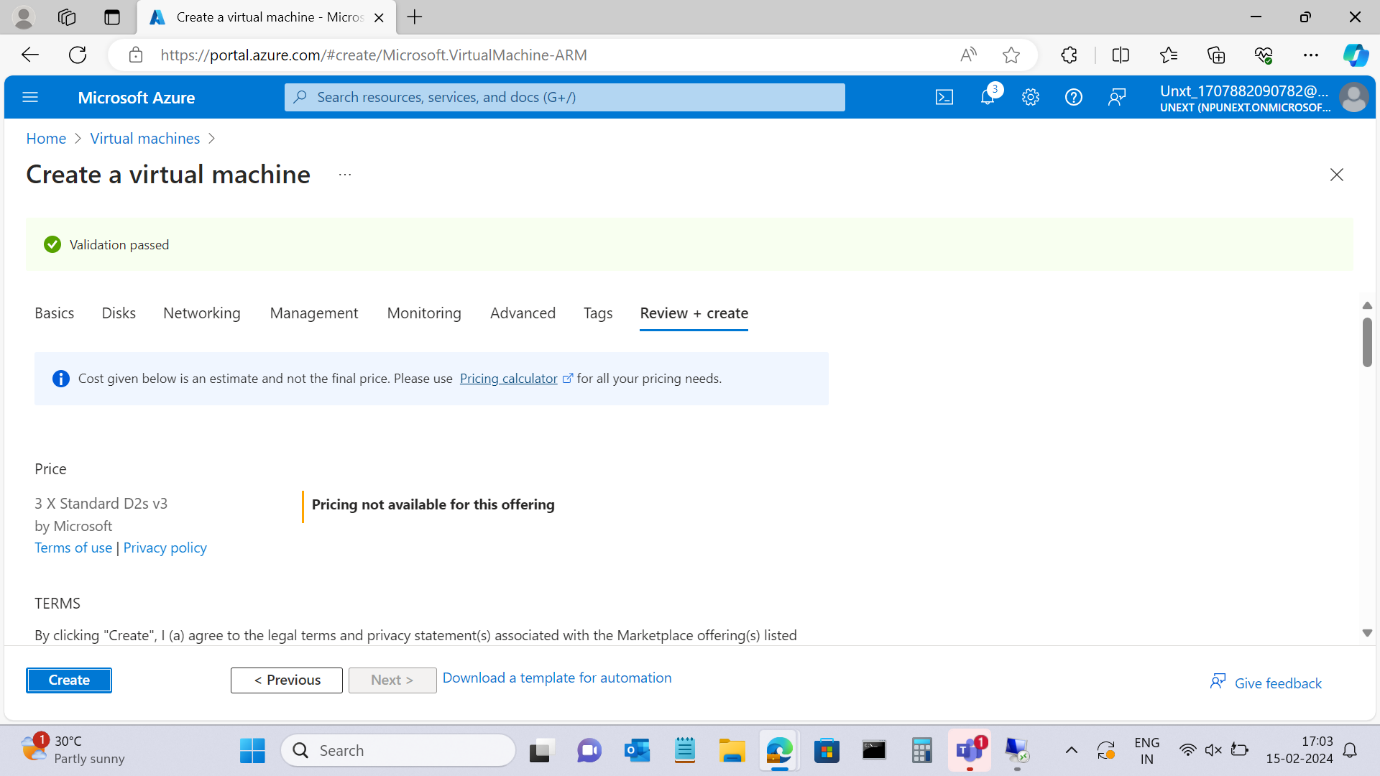 Create a virtual machine - Micros
https://portal.azure.com/#create/Microsoft.VirtualMachine-ARM
Microsoft Azure
Search resources, services, and docs (G+/)
3
Unxt_1707882090782@...
UNEXT (NPUNEXT.ONMICROSOF...
Home > Virtual machines >
Create a virtual machine ...
Validation passed
Basics Disks Networking Management Monitoring Advanced Tags Review + create
Cost given below is an estimate and not the final price. Please use Pricing calculator for all your pricing needs.
Price
3 X Standard D2s v3
Pricing not available for this offering
by Microsoft
Terms of use | Privacy policy
TERMS
By clicking "Create", I (a) agree to the legal terms and privacy statement(s) associated with the Marketplace offering(s) listed
Create < Previous Next > Download a template for automation Give feedback
1
30°C
Partly sunny
Search
1
ENG
IN
17:03
15-02-2024